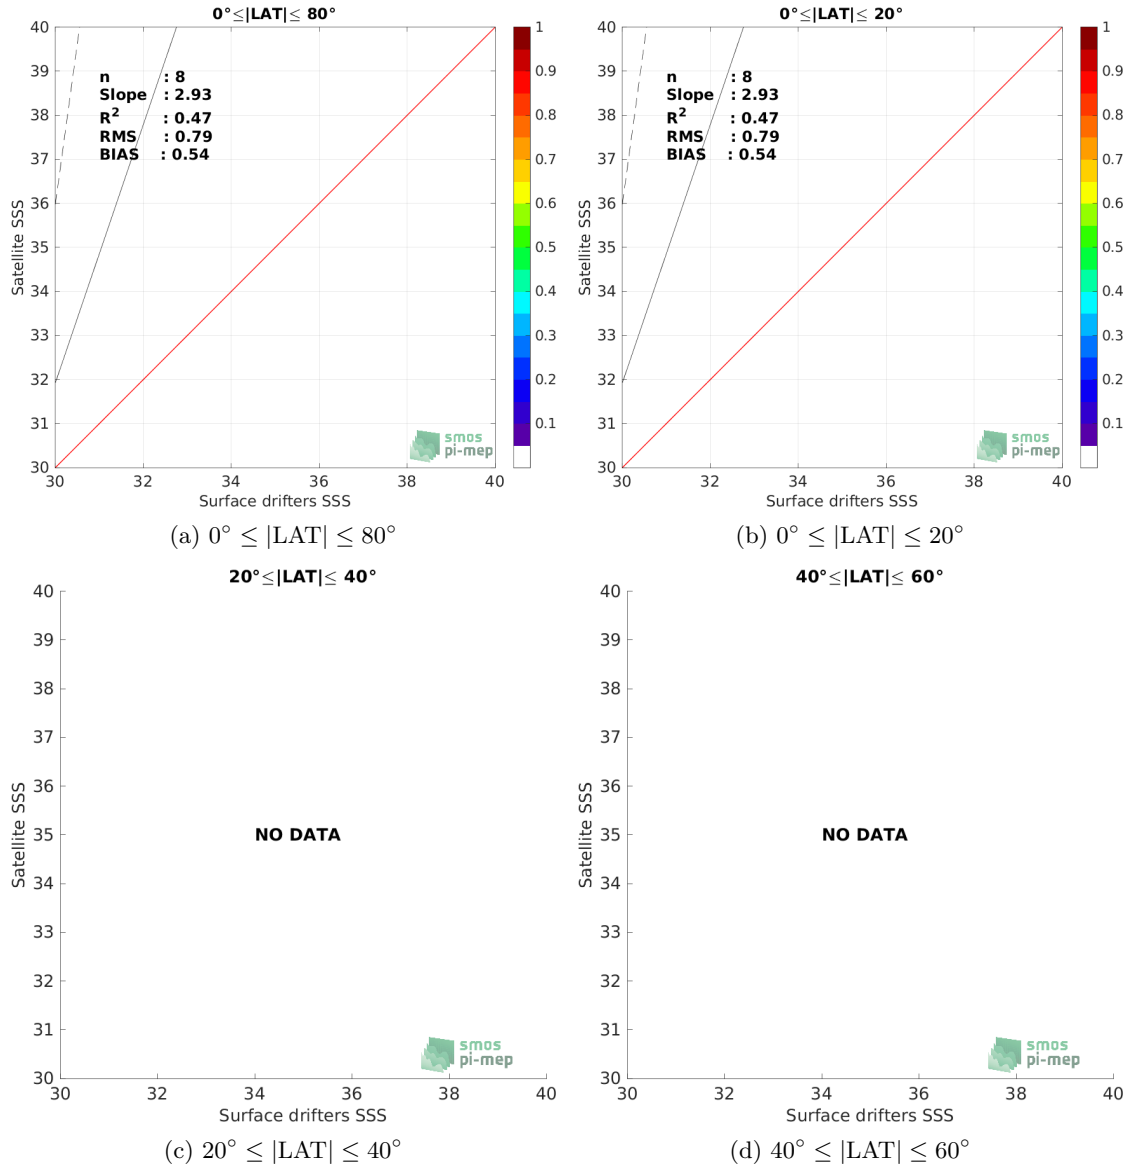 0°≤|LAT|≤ 80°
40
39
38
37
36
35
34
33
32
31
30
Satellite SSS
n : 8
Slope : 2.93
R² : 0.47
RMS : 0.79
BIAS : 0.54
smos
pi-mep
30 32 34 36 38 40
Surface drifters SSS
1
0.9
0.8
0.7
0.6
0.5
0.4
0.3
0.2
0.1
(a) 0° ≤ |LAT| ≤ 80°
0°≤|LAT|≤ 20°
40
39
38
37
36
35
34
33
32
31
30
Satellite SSS
n : 8
Slope : 2.93
R² : 0.47
RMS : 0.79
BIAS : 0.54
smos
pi-mep
30 32 34 36 38 40
Surface drifters SSS
1
0.9
0.8
0.7
0.6
0.5
0.4
0.3
0.2
0.1
(b) 0° ≤ |LAT| ≤ 20°
20°≤|LAT|≤ 40°
40
39
38
37
36
35
34
33
32
31
30
Satellite SSS
NO DATA
smos
pi-mep
30 32 34 36 38 40
Surface drifters SSS
(c) 20° ≤ |LAT| ≤ 40°
40°≤|LAT|≤ 60°
40
39
38
37
36
35
34
33
32
31
30
Satellite SSS
NO DATA
smos
pi-mep
30 32 34 36 38 40
Surface drifters SSS
(d) 40° ≤ |LAT| ≤ 60°